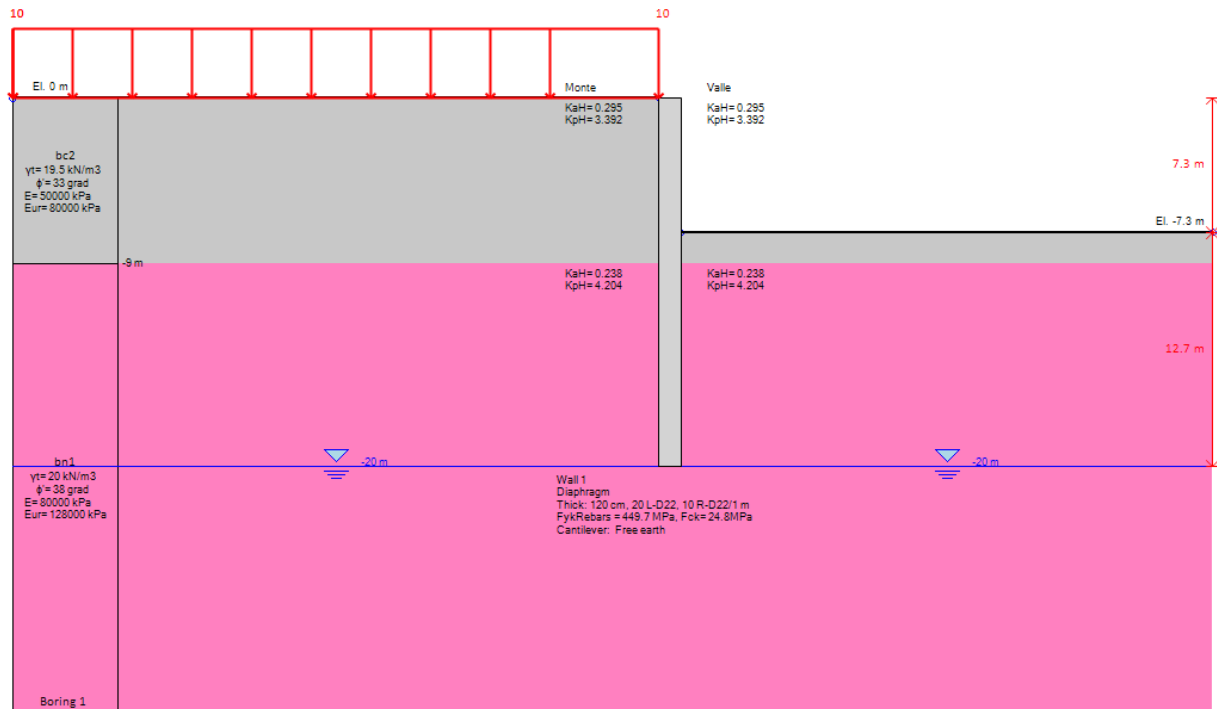 10
10
El. 0 m
Monte
Valle
KaH= 0.295
KpH= 3.392
KaH= 0.295
KpH= 3.392
bc2
γt= 19.5 kN/m3
ϕ'= 33 grad
E= 50000 kPa
Eur= 80000 kPa
7.3 m
El. -7.3 m
-9 m
KaH= 0.238
KpH= 4.204
KaH= 0.238
KpH= 4.204
12.7 m
bn1
γt= 20 kN/m3
ϕ'= 38 grad
E= 80000 kPa
Eur= 128000 kPa
-20 m
-20 m
Wall 1
Diaphragm
Thick: 120 cm, 20 L-D22, 10 R-D22/1 m
FykRebars = 449.7 MPa, Fck= 24.8MPa
Cantilever: Free earth
Boring 1